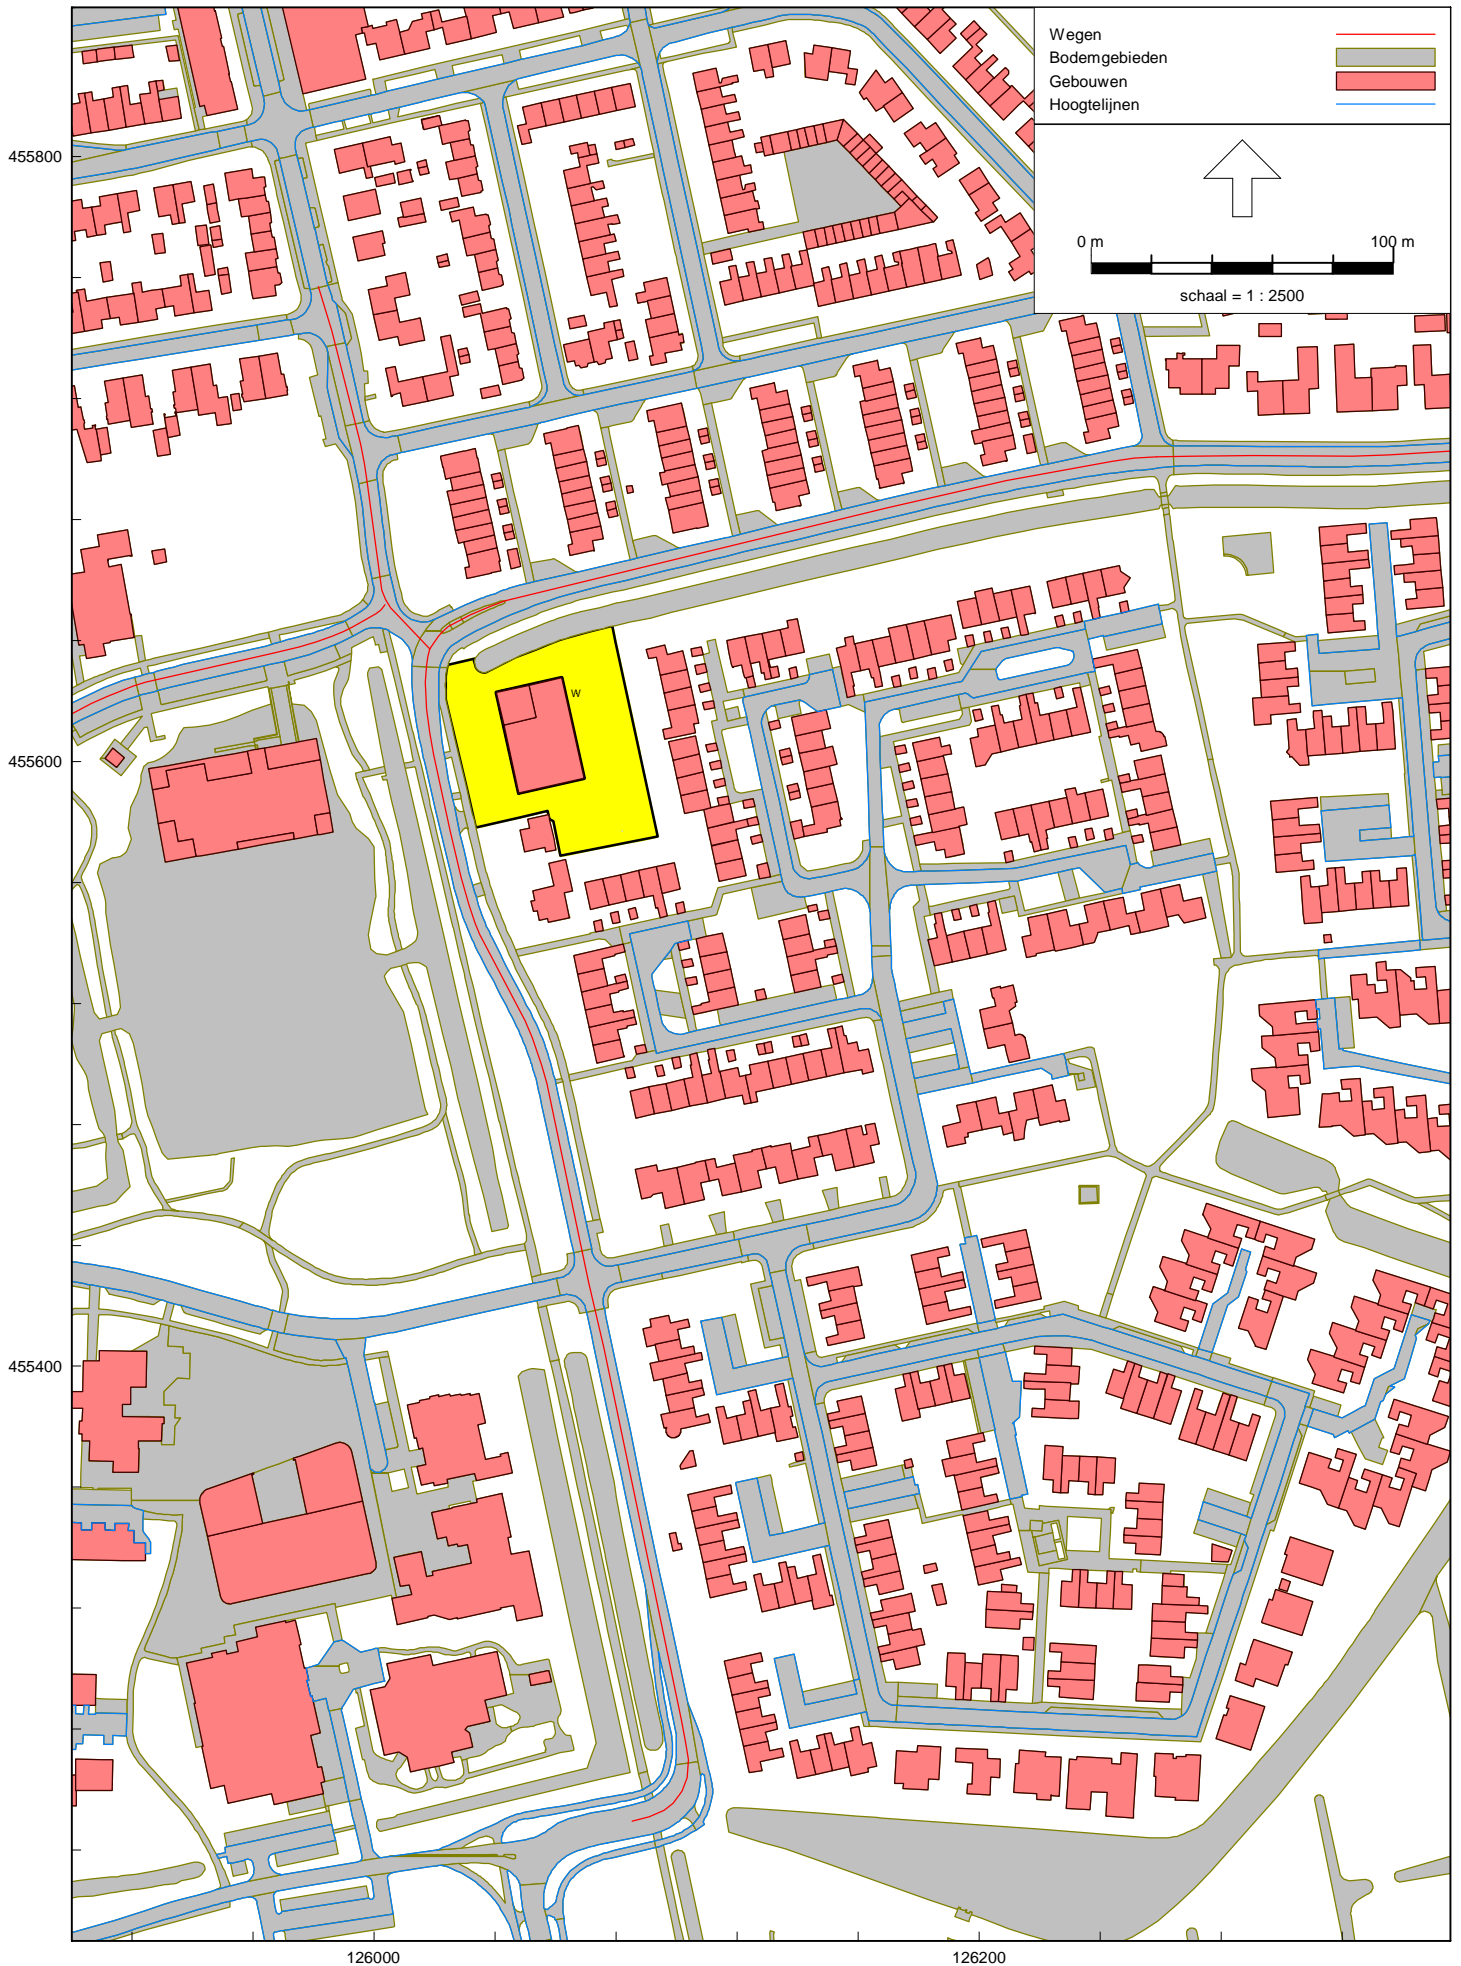 Wegen
Bodemgebieden
Gebouwen
Hoogtelijnen
0 m 100 m
schaal = 1 : 2500
455800
455600
455400
126000 126200
w